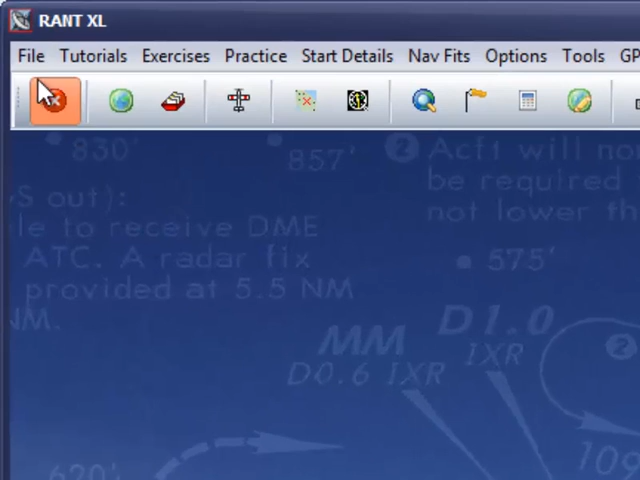 RANT XL
File Tutorials Exercises Practice Start Details Nav Fits Options Tools GP
830'
857'
2 Acft will no
be required
not lower th
S out):
le to receive DME
ATC. A radar fix
provided at 5.5 NM
NM.
575'
MM
D0.6 IXR
D1.0
IXR
2
109
620'